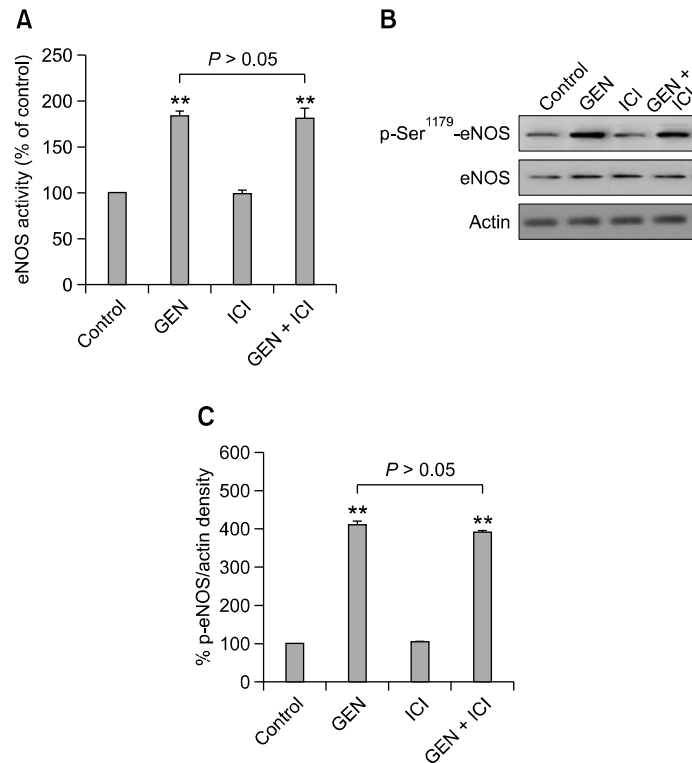 A
P > 0.05
**
**
eNOS activity (% of control)
250
200
150
100
50
0
Control
GEN
ICI
GEN + ICI
B
Control
GEN
ICI
GEN +
ICI
p-Ser1179-eNOS
eNOS
Actin
C
P > 0.05
**
**
% p-eNOS/actin density
600
500
400
300
200
100
0
Control
GEN
ICI
GEN + ICI